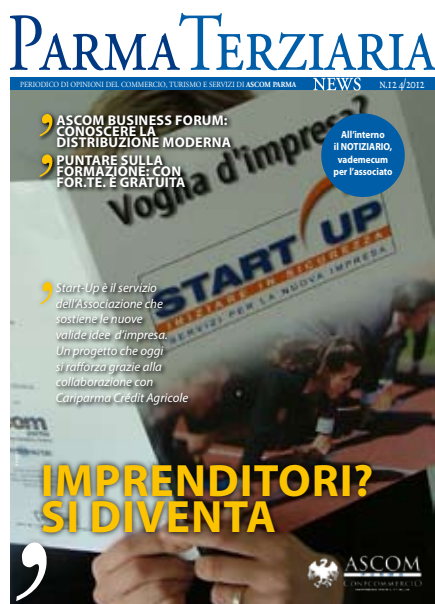 PARMA TERZIARIA
PERIODICO DI OPINIONI DEL COMMERCIO, TURISMO E SERVIZI DI ASCOM PARMA NEWS N.12 4/2012
, ASCOM BUSINESS FORUM:
CONOSCERE LA
DISTRIBUZIONE MODERNA
, PUNTARE SULLA
FORMAZIONE: CON
FOR.TE. È GRATUITA
All'interno
il NOTIZIARIO,
vademecum
per l'associato
Voglia d'impresa?
START UP
INIZIARE IN SICUREZZA
SERVIZI PER LA NUOVA IMPRESA
, Start-Up è il servizio
dell'Associazione che
sostiene le nuove
valide idee d'impresa.
Un progetto che oggi
si rafforza grazie alla
collaborazione con
Cariparma Crédit Agricole
IMPRENDITORI?
SI DIVENTA
,
ASCOM
PARMA
CONFCOMMERCIO